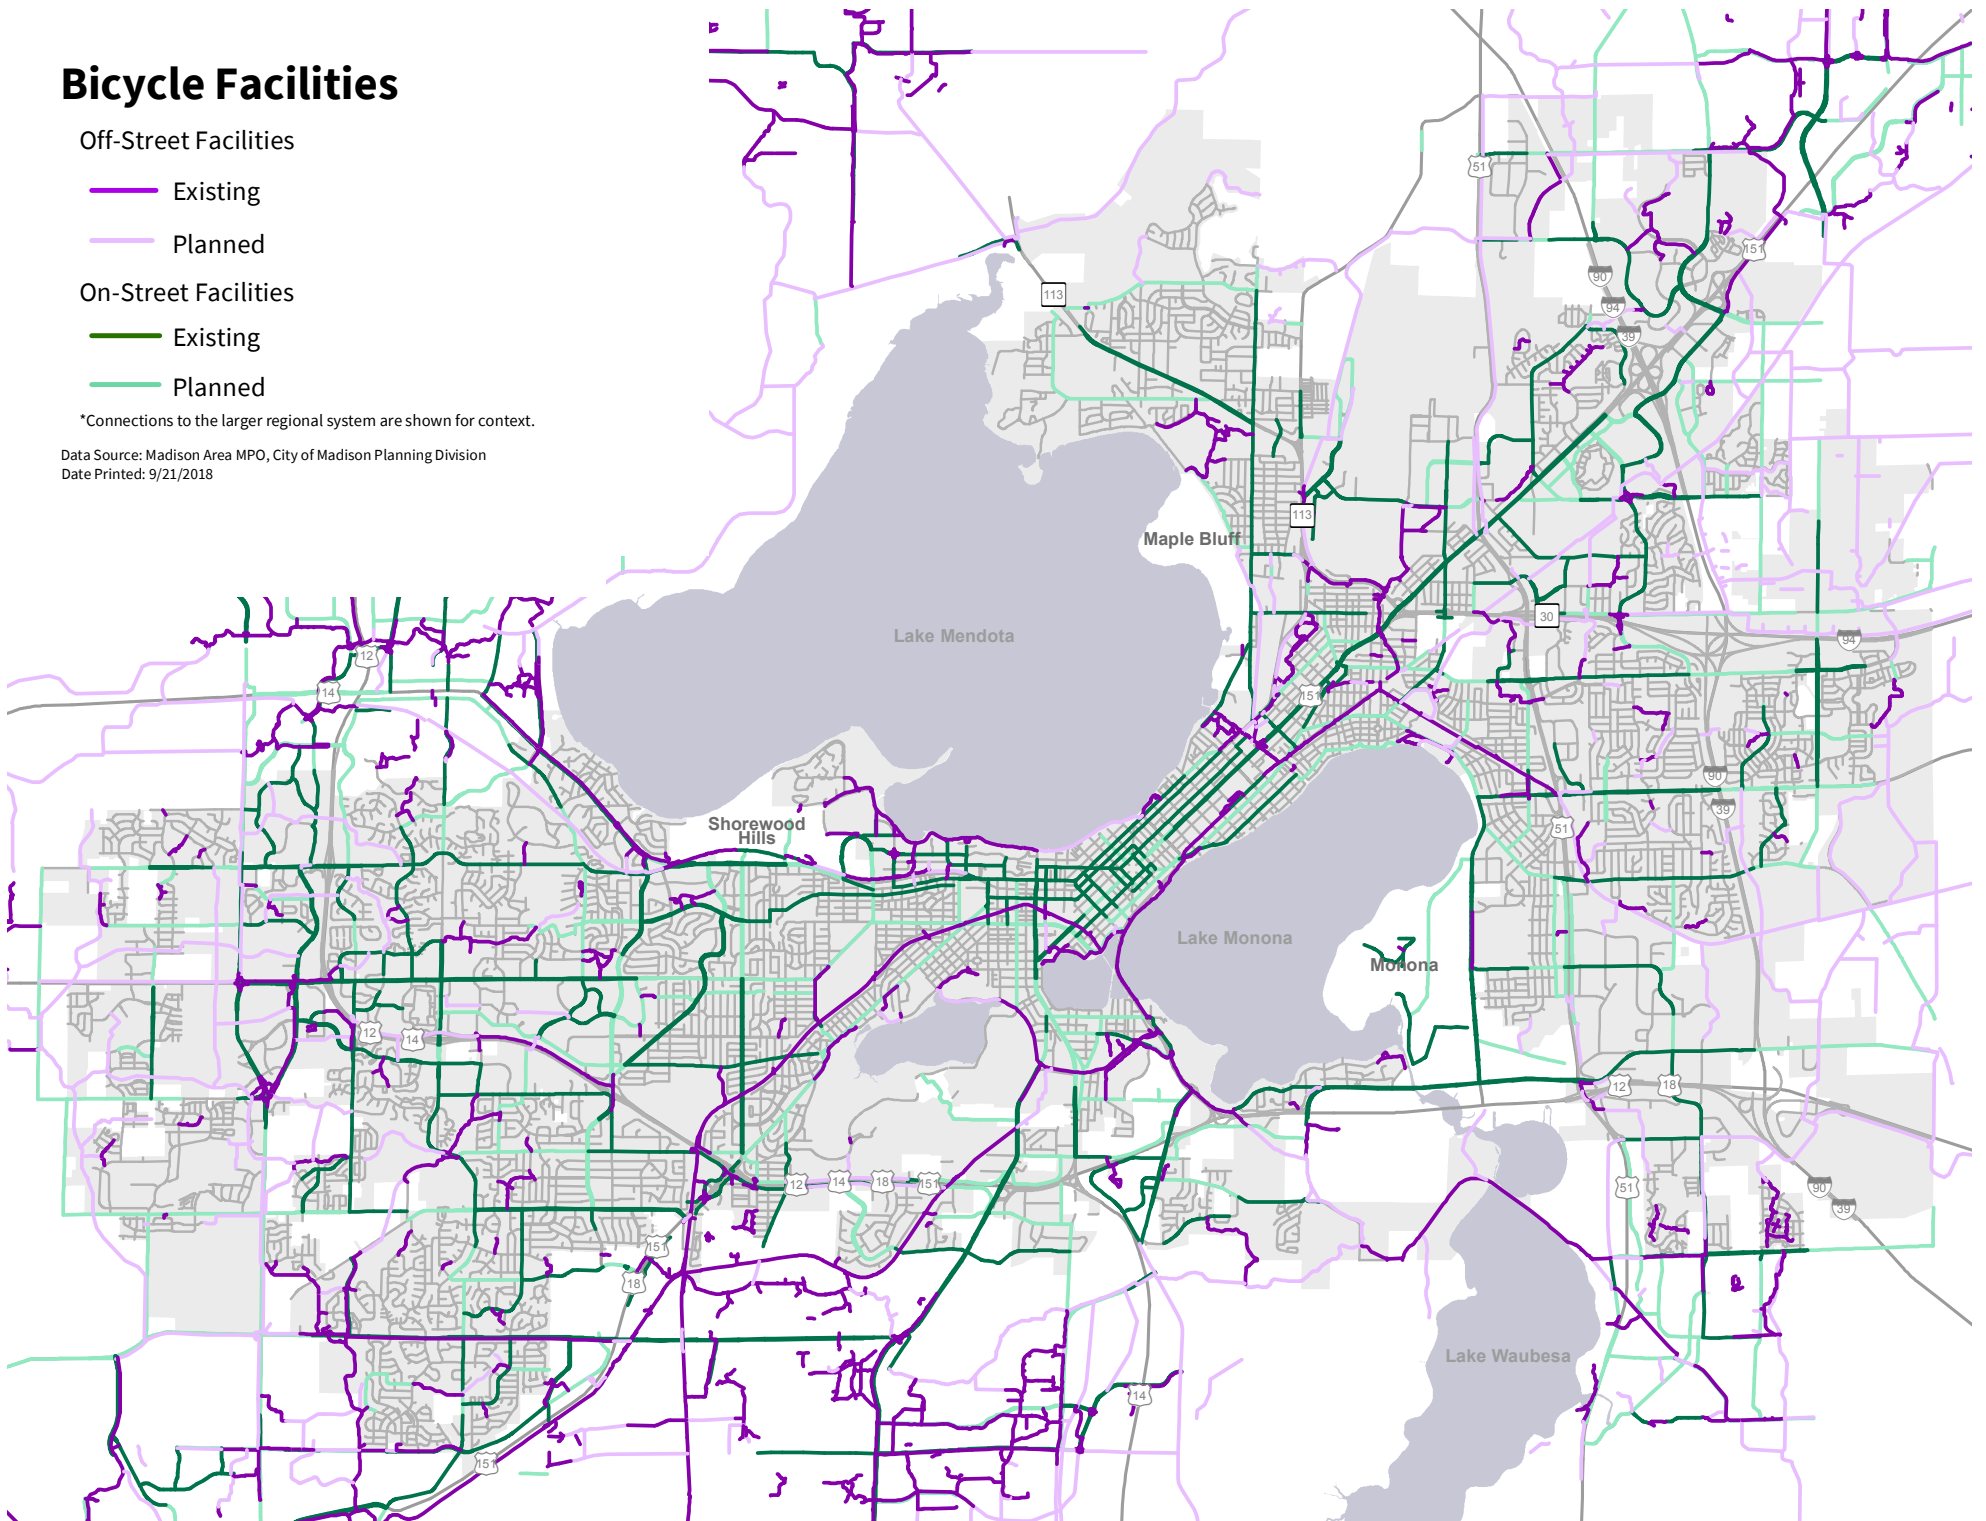 Bicycle Facilities
Off-Street Facilities
Existing
Planned
On-Street Facilities
Existing
Planned
*Connections to the larger regional system are shown for context.
Data Source: Madison Area MPO, City of Madison Planning Division
Date Printed: 9/21/2018
51
151
90
113
94
39
113
Maple Bluff
30
Lake Mendota
94
12
14
151
90
39
Shorewood
Hills
51
Lake Monona
Monona
12
14
12
18
12
14
18
151
51
90
39
151
18
Lake Waubesa
14
151